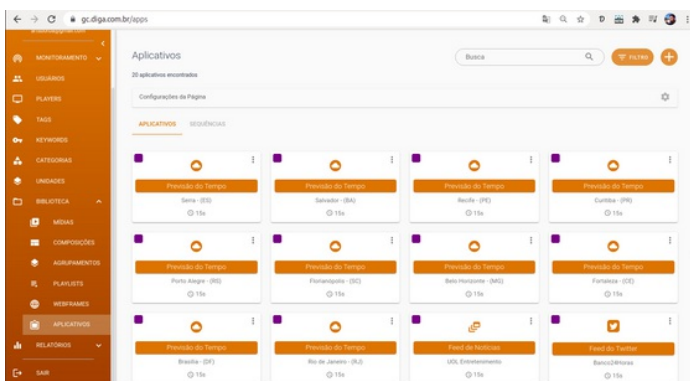 gc.diga.com.br/apps
MONITORAMENTO
USUÁRIOS
PLAYERS
TAGS
KEYWORDS
CATEGORIAS
UNIDADES
BIBLIOTECA
MÍDIAS
COMPOSIÇÕES
AGRUPAMENTOS
PLAYLISTS
WEBFRAMES
APLICATIVOS
RELATÓRIOS
SAIR
Aplicativos
Busca
FILTRO
20 aplicativos encontrados
Configurações da Página
APLICATIVOS SEQUÊNCIAS
Previsão do Tempo
Serra - (ES)
15s
Previsão do Tempo
Salvador - (BA)
15s
Previsão do Tempo
Recife - (PE)
15s
Previsão do Tempo
Curitiba - (PR)
15s
Previsão do Tempo
Porto Alegre - (RS)
15s
Previsão do Tempo
Florianópolis - (SC)
15s
Previsão do Tempo
Belo Horizonte - (MG)
15s
Previsão do Tempo
Fortaleza - (CE)
15s
Previsão do Tempo
Brasília - (DF)
15s
Previsão do Tempo
Rio de Janeiro - (RJ)
15s
Feed de Notícias
UOL Entretenimento
15s
Feed do Twitter
Banco24Horas
15s